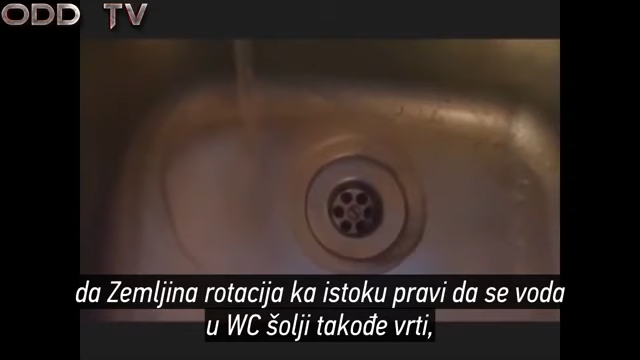 ODD TV
da Zemljina rotacija ka istoku pravi da se voda
u WC šolji takođe vrti,